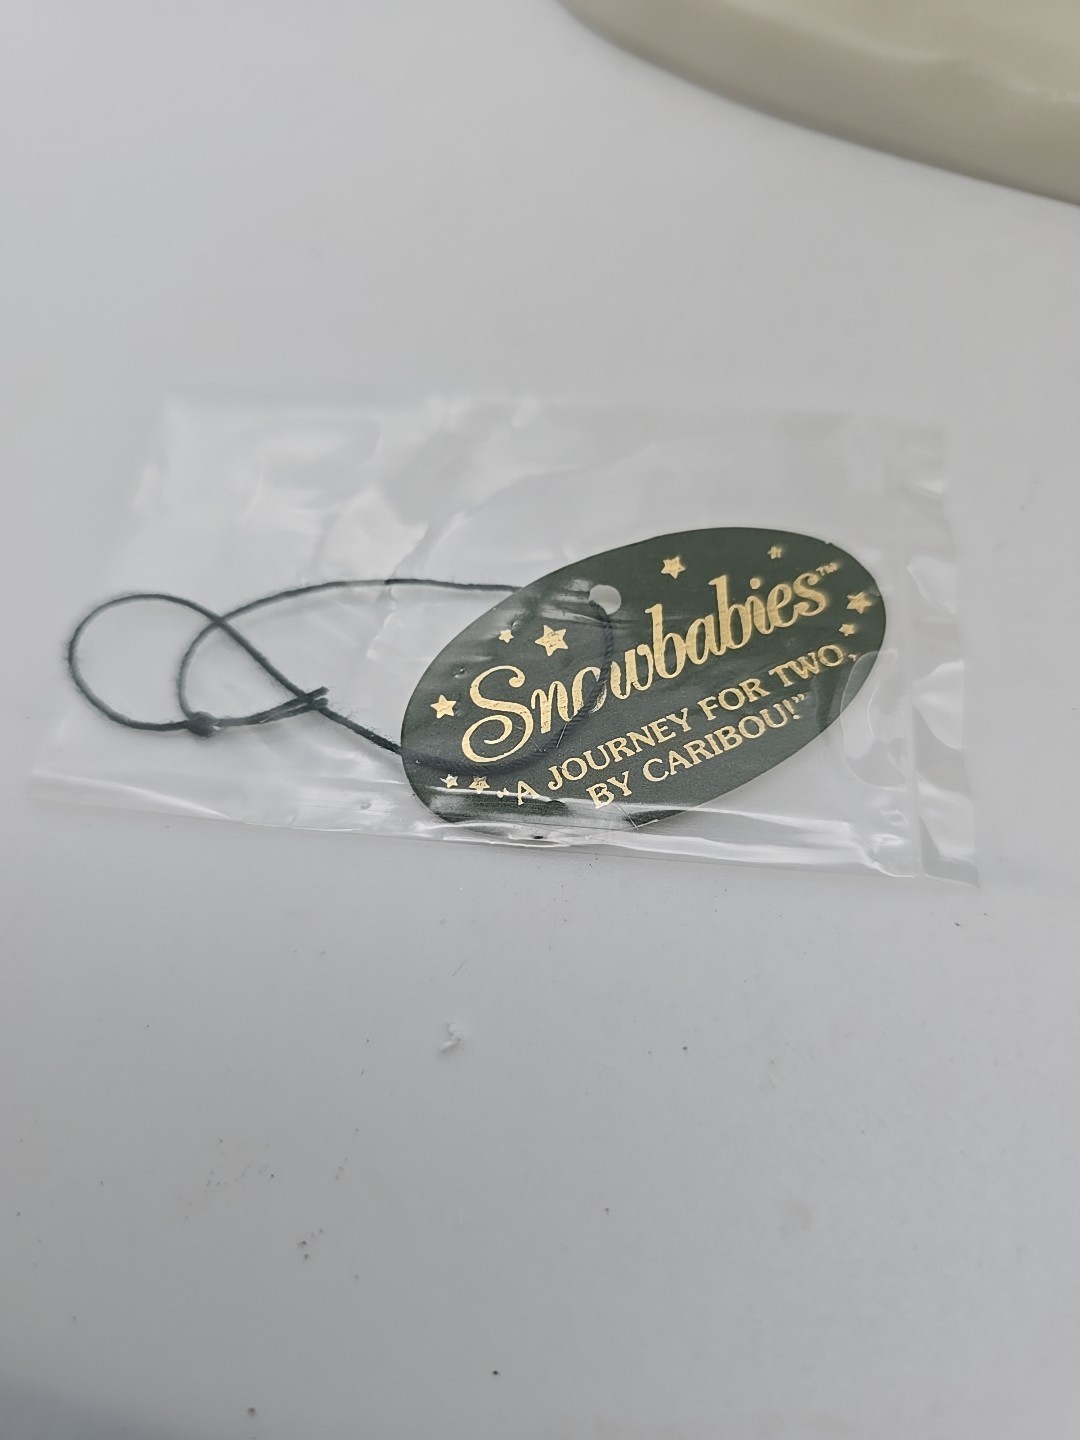 Snowbabies™
"A JOURNEY FOR TWO,
BY CARIBOU!"